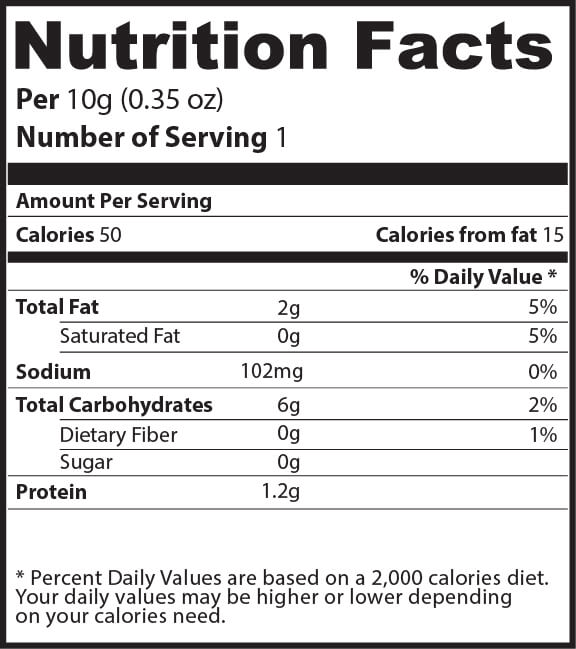 Nutrition Facts
Per 10g (0.35 oz)
Number of Serving 1
Amount Per Serving
Calories 50 Calories from fat 15
% Daily Value *
Total Fat 2g 5%
Saturated Fat 0g 5%
Sodium 102mg 0%
Total Carbohydrates 6g 2%
Dietary Fiber 0g 1%
Sugar 0g
Protein 1.2g
* Percent Daily Values are based on a 2,000 calories diet.
Your daily values may be higher or lower depending
on your calories need.